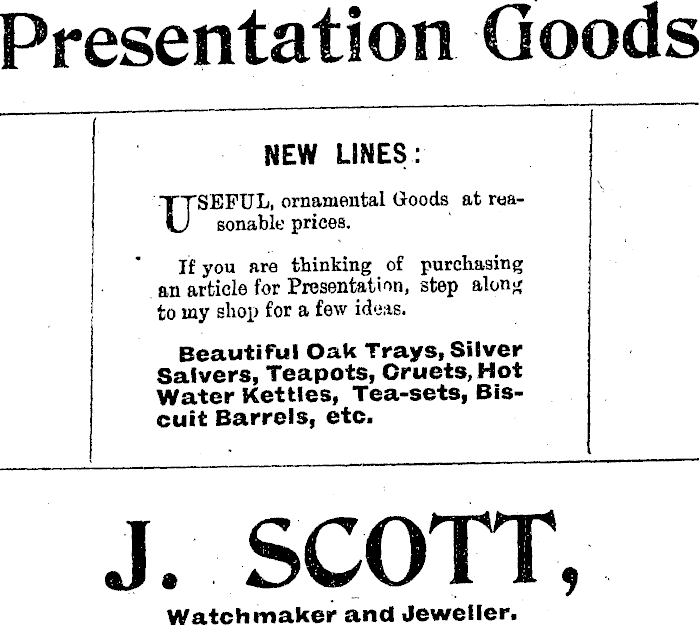 Presentation Goods
NEW LINES:
USEFUL, ornamental Goods at rea-
sonable prices.
If you are thinking of purchasing
an article for Presentation, step along
to my shop for a few ideas.
Beautiful Oak Trays, Silver
Salvers, Teapots, Cruets, Hot
Water Kettles, Tea-sets, Bis-
cuit Barrels, etc.
J. SCOTT,
Watchmaker and Jeweller.